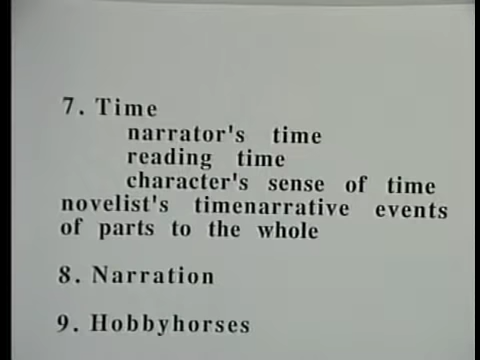 7. Time
narrator's time
reading time
character's sense of time
novelist's timenarrative events
of parts to the whole
8. Narration
9. Hobbyhorses